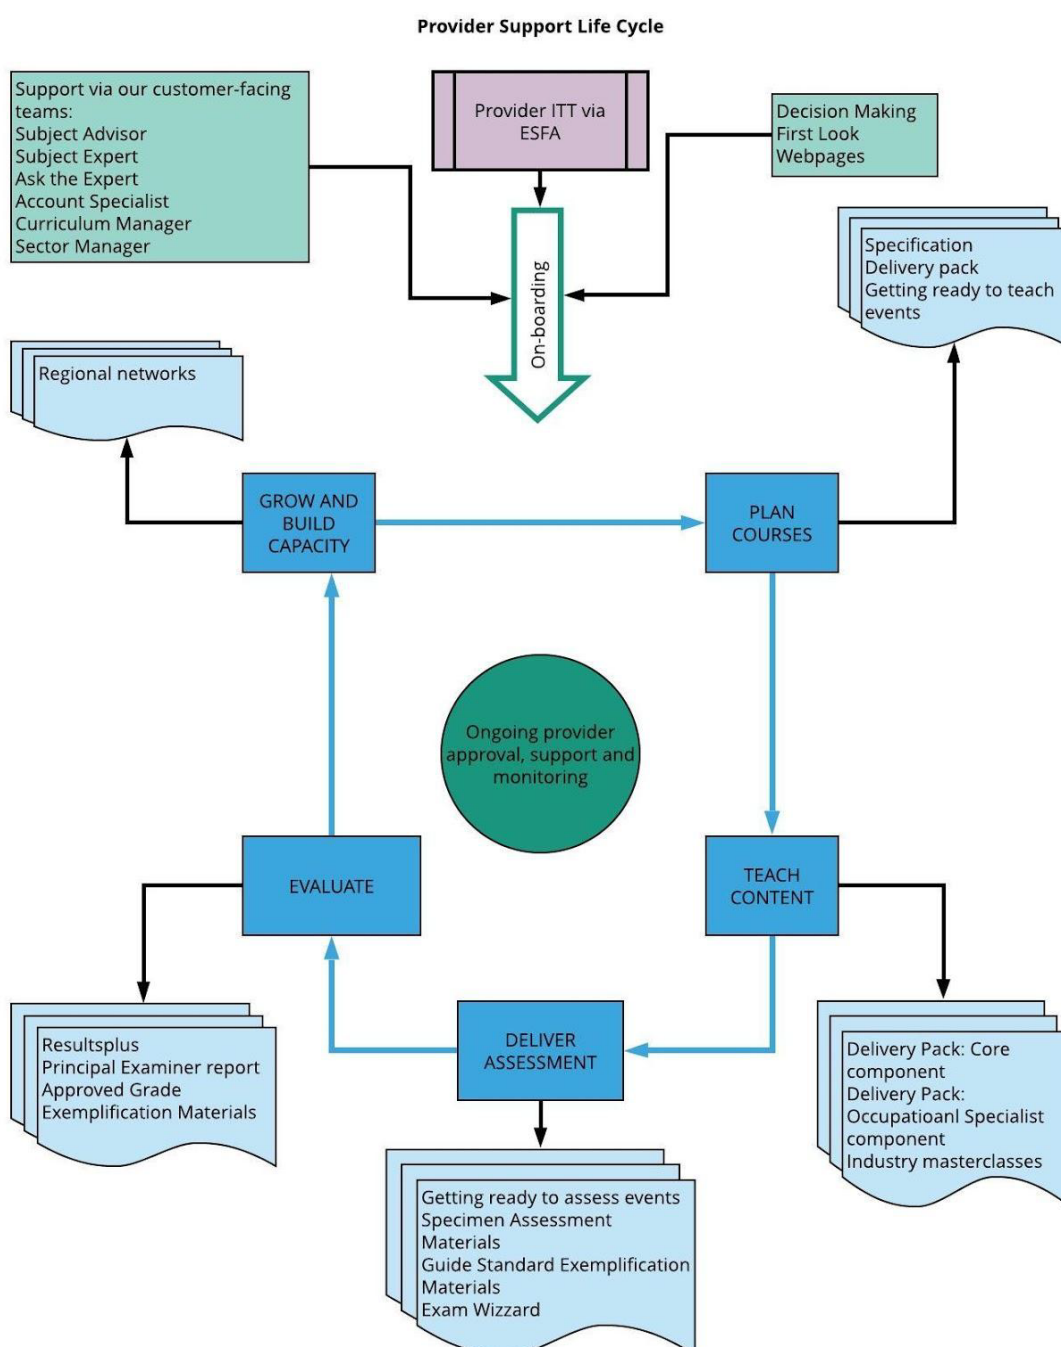 Provider Support Life Cycle
Support via our customer-facing
teams:
Subject Advisor
Subject Expert
Ask the Expert
Account Specialist
Curriculum Manager
Sector Manager
Provider ITT via
ESFA
Decision Making
First Look
Webpages
On-boarding
Specification
Delivery pack
Getting ready to teach
events
Regional networks
GROW AND
BUILD
CAPACITY
PLAN
COURSES
Ongoing provider
approval, support and
monitoring
EVALUATE
TEACH
CONTENT
DELIVER
ASSESSMENT
Resultsplus
Principal Examiner report
Approved Grade
Exemplification Materials
Delivery Pack: Core
component
Delivery Pack:
Occupatioanl Specialist
component
Industry masterclasses
Getting ready to assess events
Specimen Assessment
Materials
Guide Standard Exemplification
Materials
Exam Wizzard